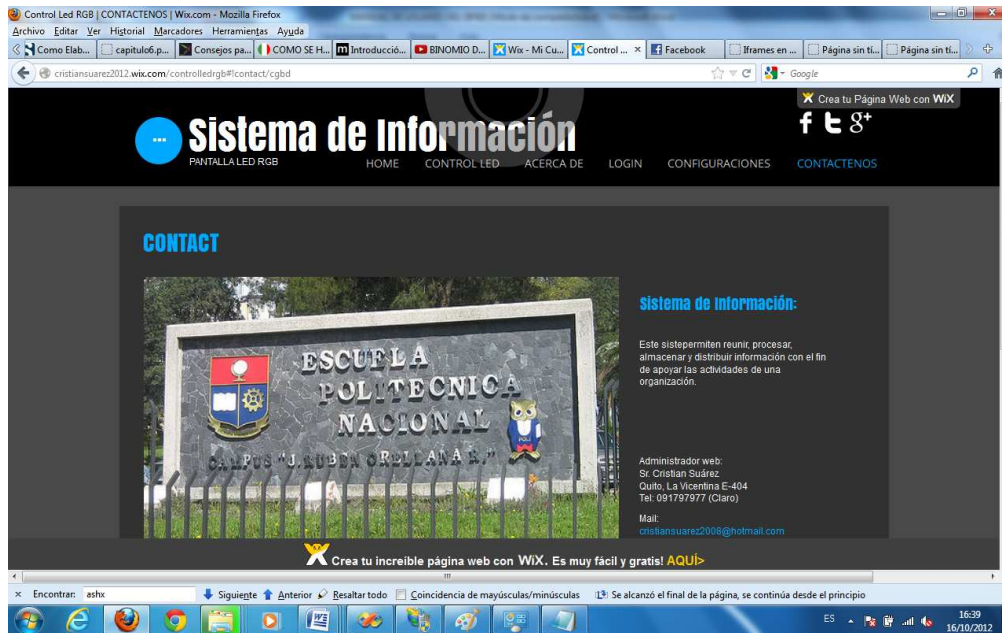 Control Led RGB | CONTACTENOS | Wix.com - Mozilla Firefox
Archivo Editar Ver Historial Marcadores Herramientas Ayuda
Como Elab... capitulo6.p... Consejos pa... COMO SE H... Introducció... BINOMIO D... Wix - Mi Cu... Control ... Facebook Iframes en ... Página sin tí... Página sin tí...
cristiansuarez2012.wix.com/controlledrgb#!contact/cgbd Google
Crea tu Página Web con WiX
Sistema de Información
PANTALLA LED RGB
HOME CONTROL LED ACERCA DE LOGIN CONFIGURACIONES CONTACTENOS
CONTACT
ESCUELA
POLITECNICA
NACIONAL
CAMPUS "J. RUBEN ORELLANA R."
POLI
Sistema de Información:
Este sistepermiten reunir, procesar,
almacenar y distribuir información con el fin
de apoyar las actividades de una
organización.
Administrador web:
Sr. Cristian Suárez
Quito, La Vicentina E-404
Tel: 091797977 (Claro)
Mail:
cristiansuarez2008@hotmail.com
Crea tu increíble página web con WiX. Es muy fácil y gratis! AQUÍ>
Encontrar: ashx Siguiente Anterior Resaltar todo Coincidencia de mayúsculas/minúsculas Se alcanzó el final de la página, se continúa desde el principio
ES 16:39
16/10/2012